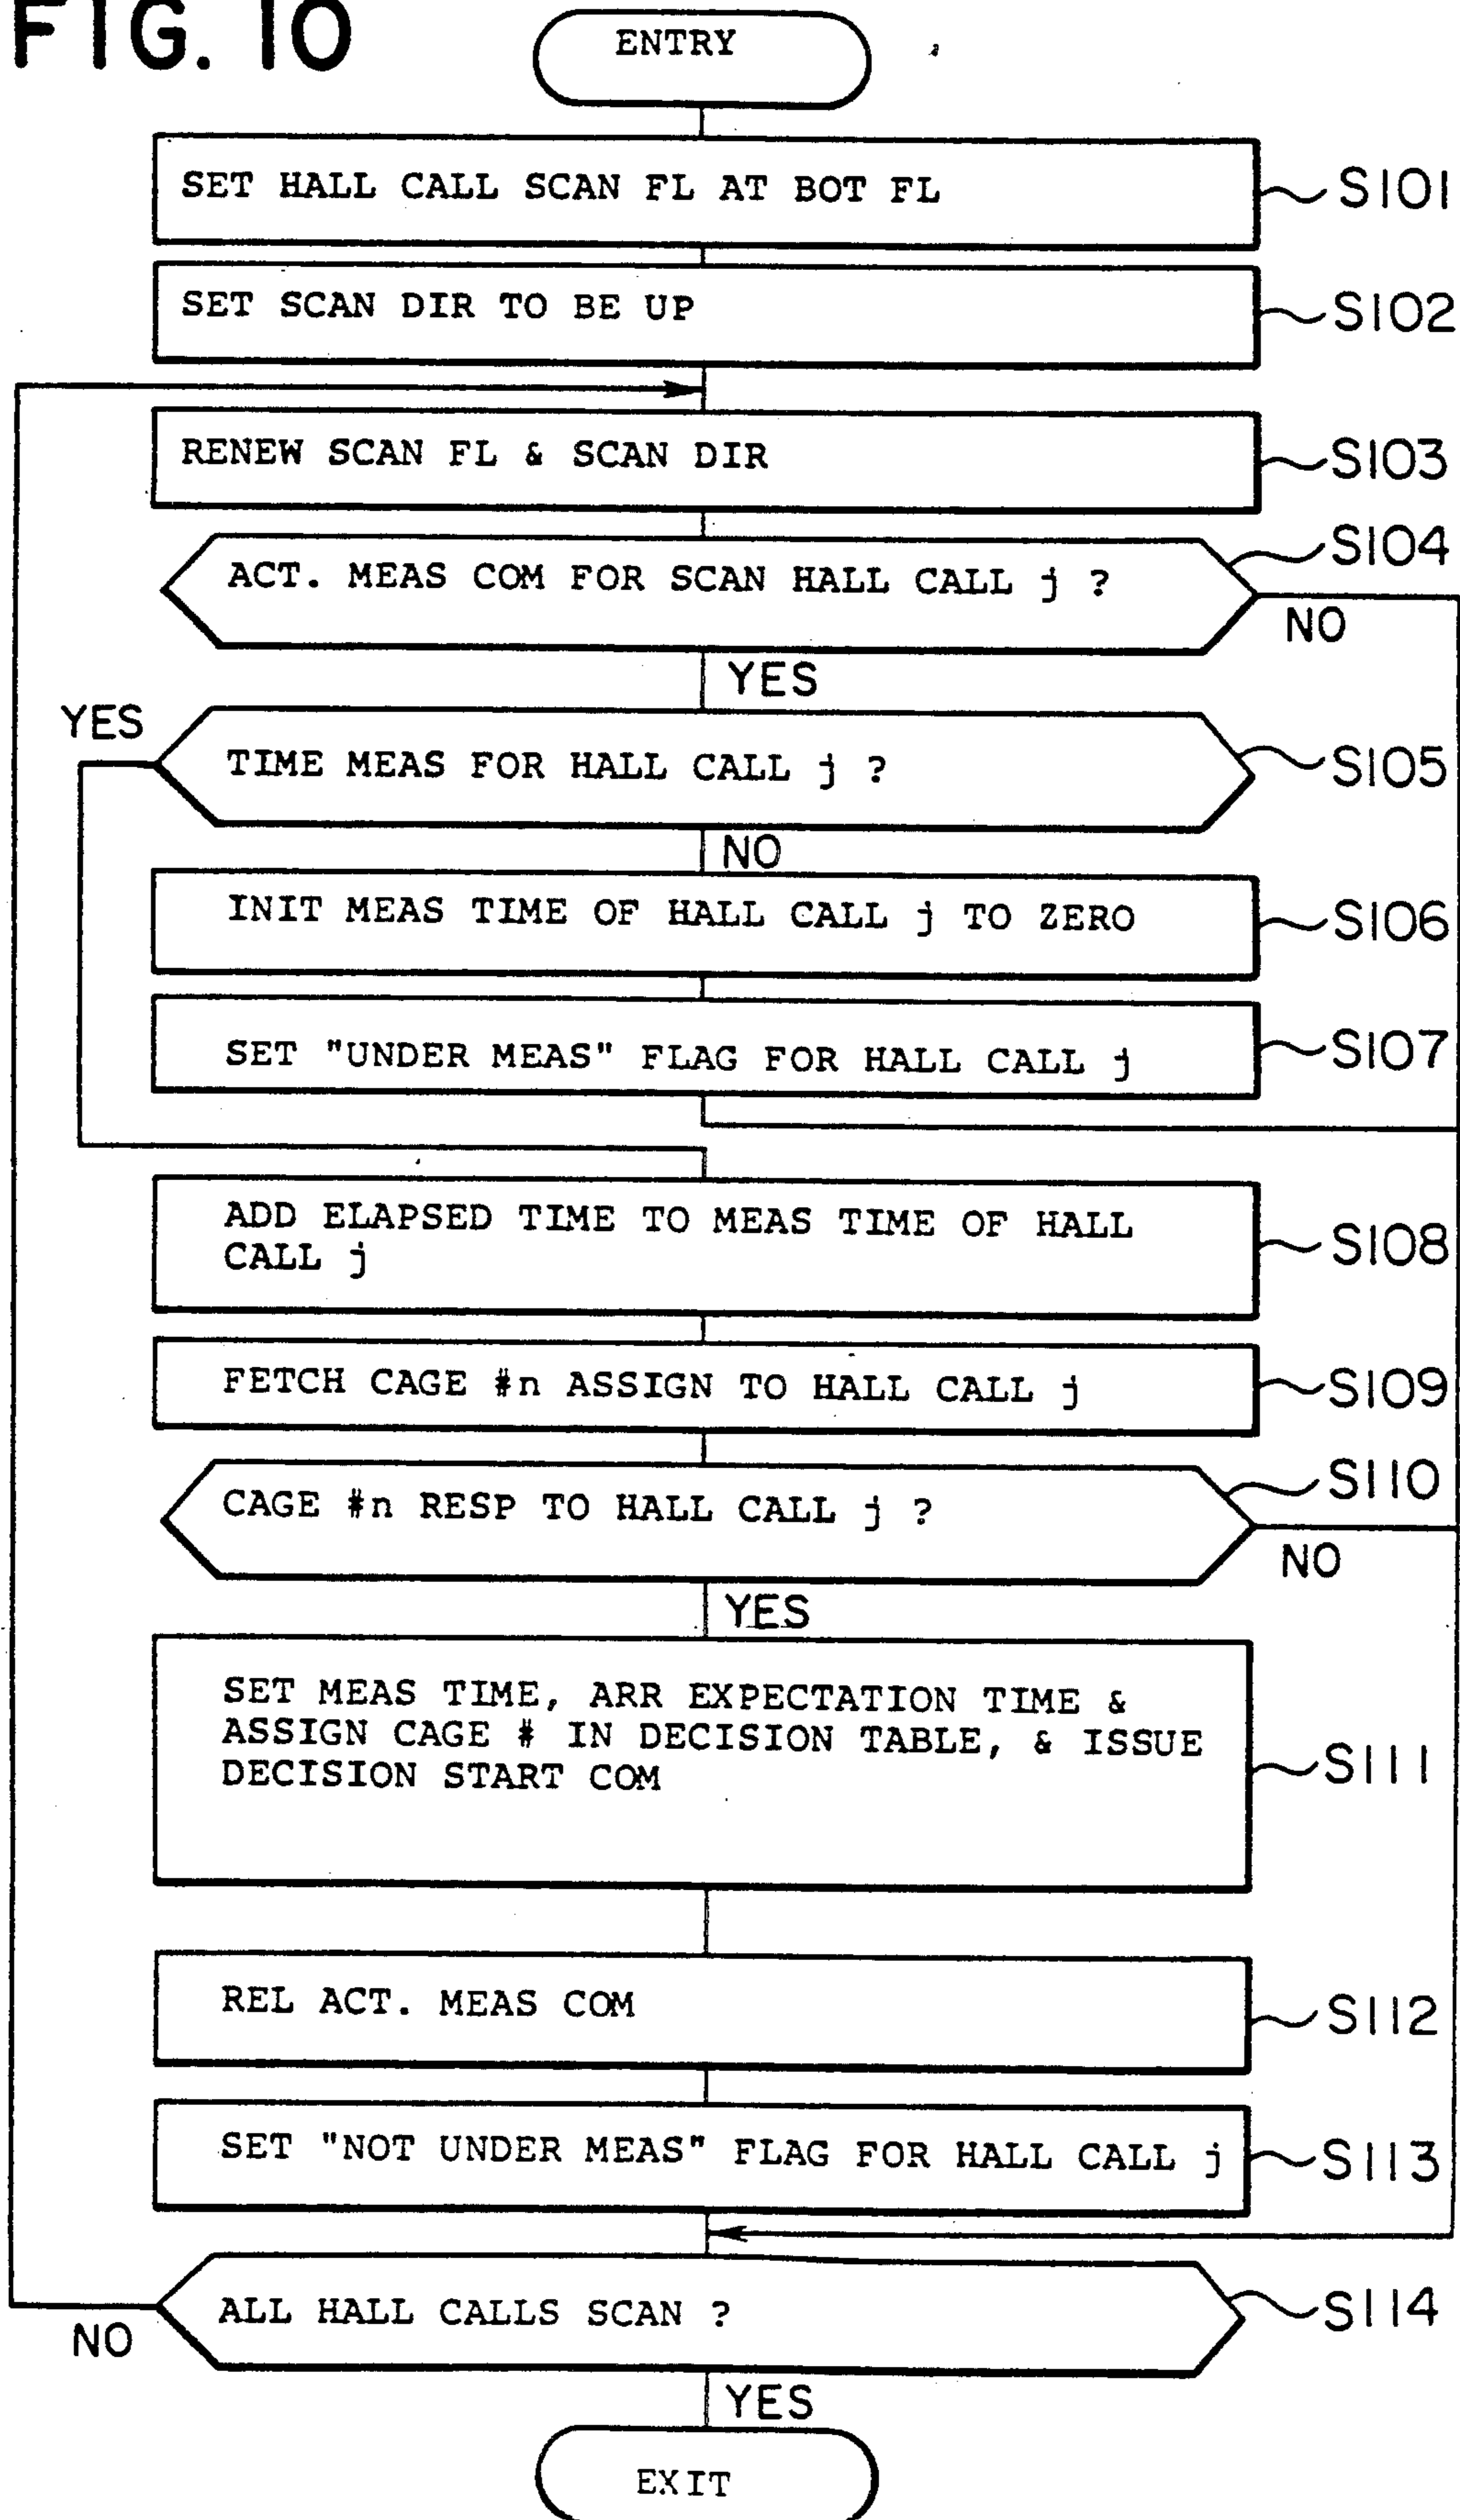 FIG. 10
ENTRY
SET HALL CALL SCAN FL AT BOT FL
S101
SET SCAN DIR TO BE UP
S102
RENEW SCAN FL & SCAN DIR
S103
ACT. MEAS COM FOR SCAN HALL CALL j ?
S104
NO
YES
YES
TIME MEAS FOR HALL CALL j ?
S105
NO
INIT MEAS TIME OF HALL CALL j TO ZERO
S106
SET "UNDER MEAS" FLAG FOR HALL CALL j
S107
ADD ELAPSED TIME TO MEAS TIME OF HALL
CALL j
S108
FETCH CAGE #n ASSIGN TO HALL CALL j
S109
CAGE #n RESP TO HALL CALL j ?
S110
NO
YES
SET MEAS TIME, ARR EXPECTATION TIME &
ASSIGN CAGE # IN DECISION TABLE, & ISSUE
DECISION START COM
S111
REL ACT. MEAS COM
S112
SET "NOT UNDER MEAS" FLAG FOR HALL CALL j
S113
ALL HALL CALLS SCAN ?
S114
NO
YES
EXIT